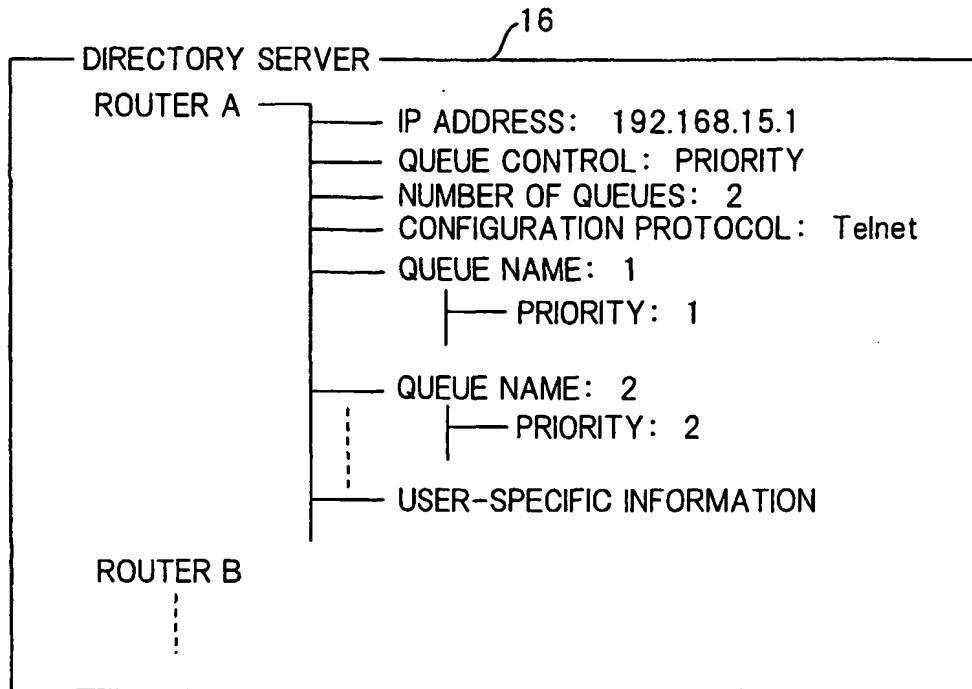 16
DIRECTORY SERVER
ROUTER A
IP ADDRESS: 192.168.15.1
QUEUE CONTROL: PRIORITY
NUMBER OF QUEUES: 2
CONFIGURATION PROTOCOL: Telnet
QUEUE NAME: 1
PRIORITY: 1
QUEUE NAME: 2
PRIORITY: 2
USER-SPECIFIC INFORMATION
ROUTER B